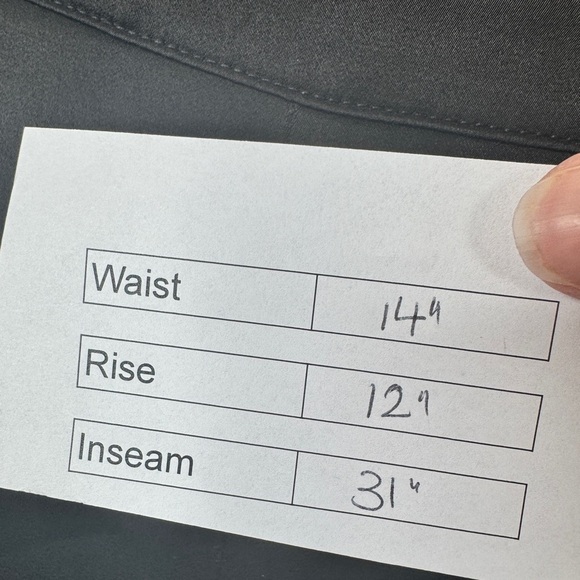 Waist 14"
Rise 12"
Inseam 31"